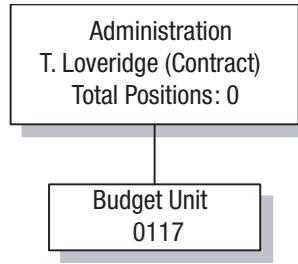 Administration
T. Loveridge (Contract)
Total Positions: 0
Budget Unit
0117